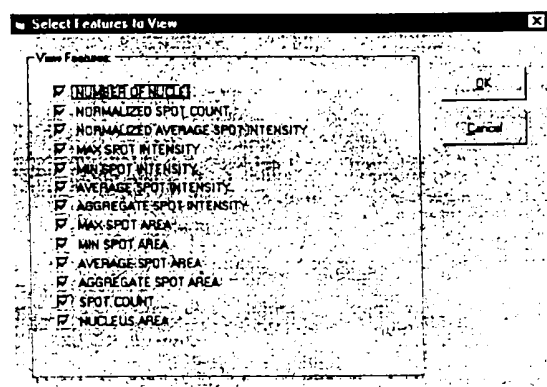 Select Features to View
View Features
NUMBER OF NUCLEI
NORMALIZED SPOT COUNT
NORMALIZED AVERAGE SPOT INTENSITY
MAX SPOT INTENSITY
MIN SPOT INTENSITY
AVERAGE SPOT INTENSITY
AGGREGATE SPOT INTENSITY
MAX SPOT AREA
MIN SPOT AREA
AVERAGE SPOT AREA
AGGREGATE SPOT AREA
SPOT COUNT
NUCLEUS AREA
OK
Cancel